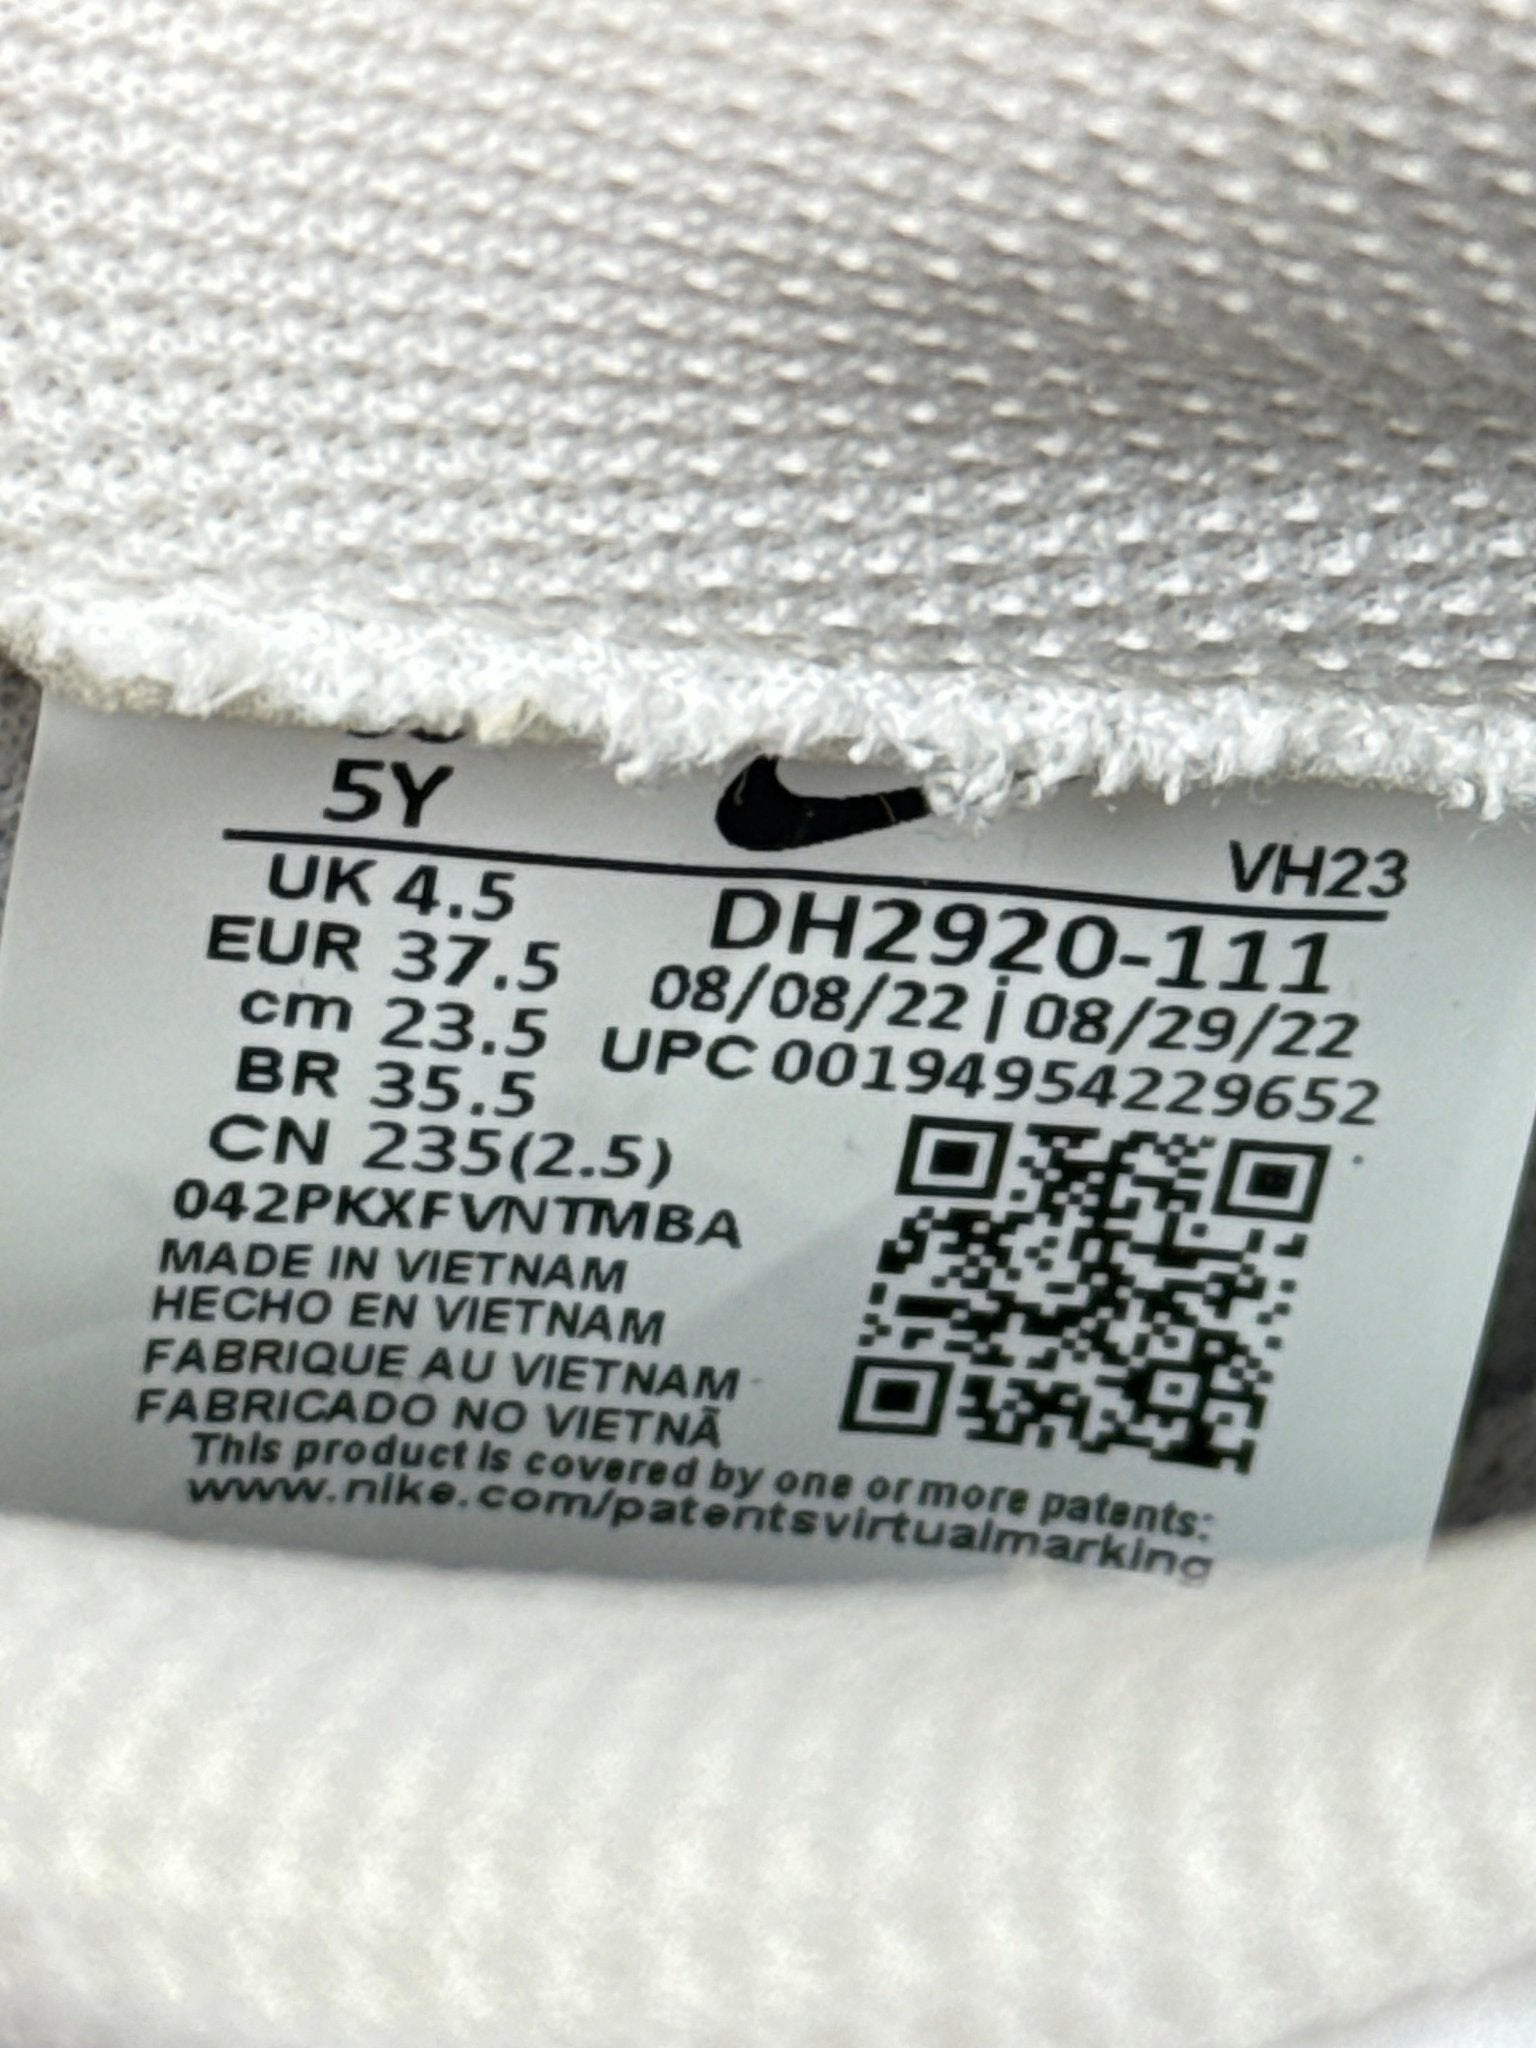 5Y
VH23
UK 4.5
EUR 37.5
cm 23.5
BR 35.5
CN 235(2.5)
DH2920-111
08/08/22 | 08/29/22
UPC 00194954229652
042PKXFVNTMBA
MADE IN VIETNAM
HECHO EN VIETNAM
FABRIQUE AU VIETNAM
FABRICADO NO VIETNÃ
This product is covered by one or more patents:
www.nike.com/patentsvirtualmarking